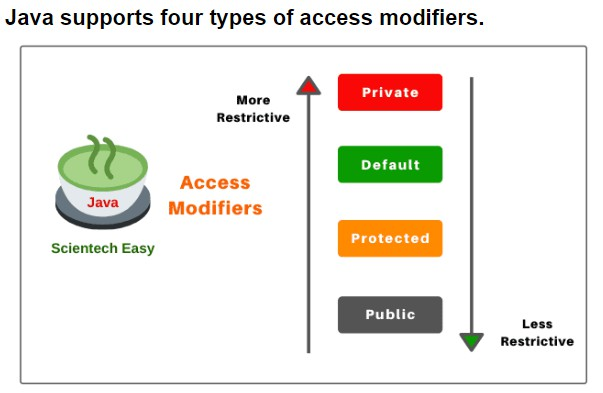 Java supports four types of access modifiers.
More
Restrictive
Private
Default
Java
Access
Modifiers
Scientech Easy
Protected
Public
Less
Restrictive